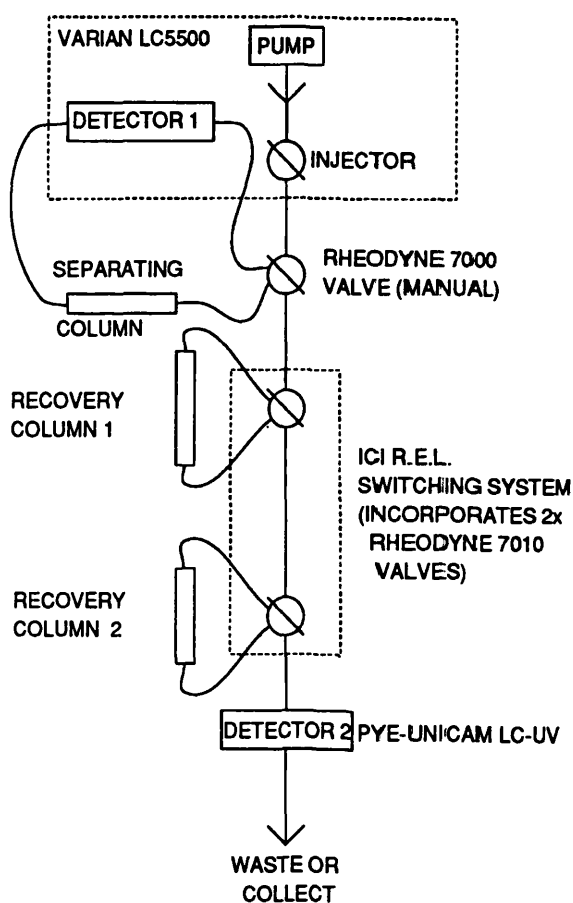 VARIAN LC5500
PUMP
DETECTOR 1
INJECTOR
RHEODYNE 7000
VALVE (MANUAL)
SEPARATING
COLUMN
RECOVERY
COLUMN 1
ICI R.E.L.
SWITCHING SYSTEM
(INCORPORATES 2x
RHEODYNE 7010
VALVES)
RECOVERY
COLUMN 2
DETECTOR 2
PYE-UNICAM LC-UV
WASTE OR
COLLECT